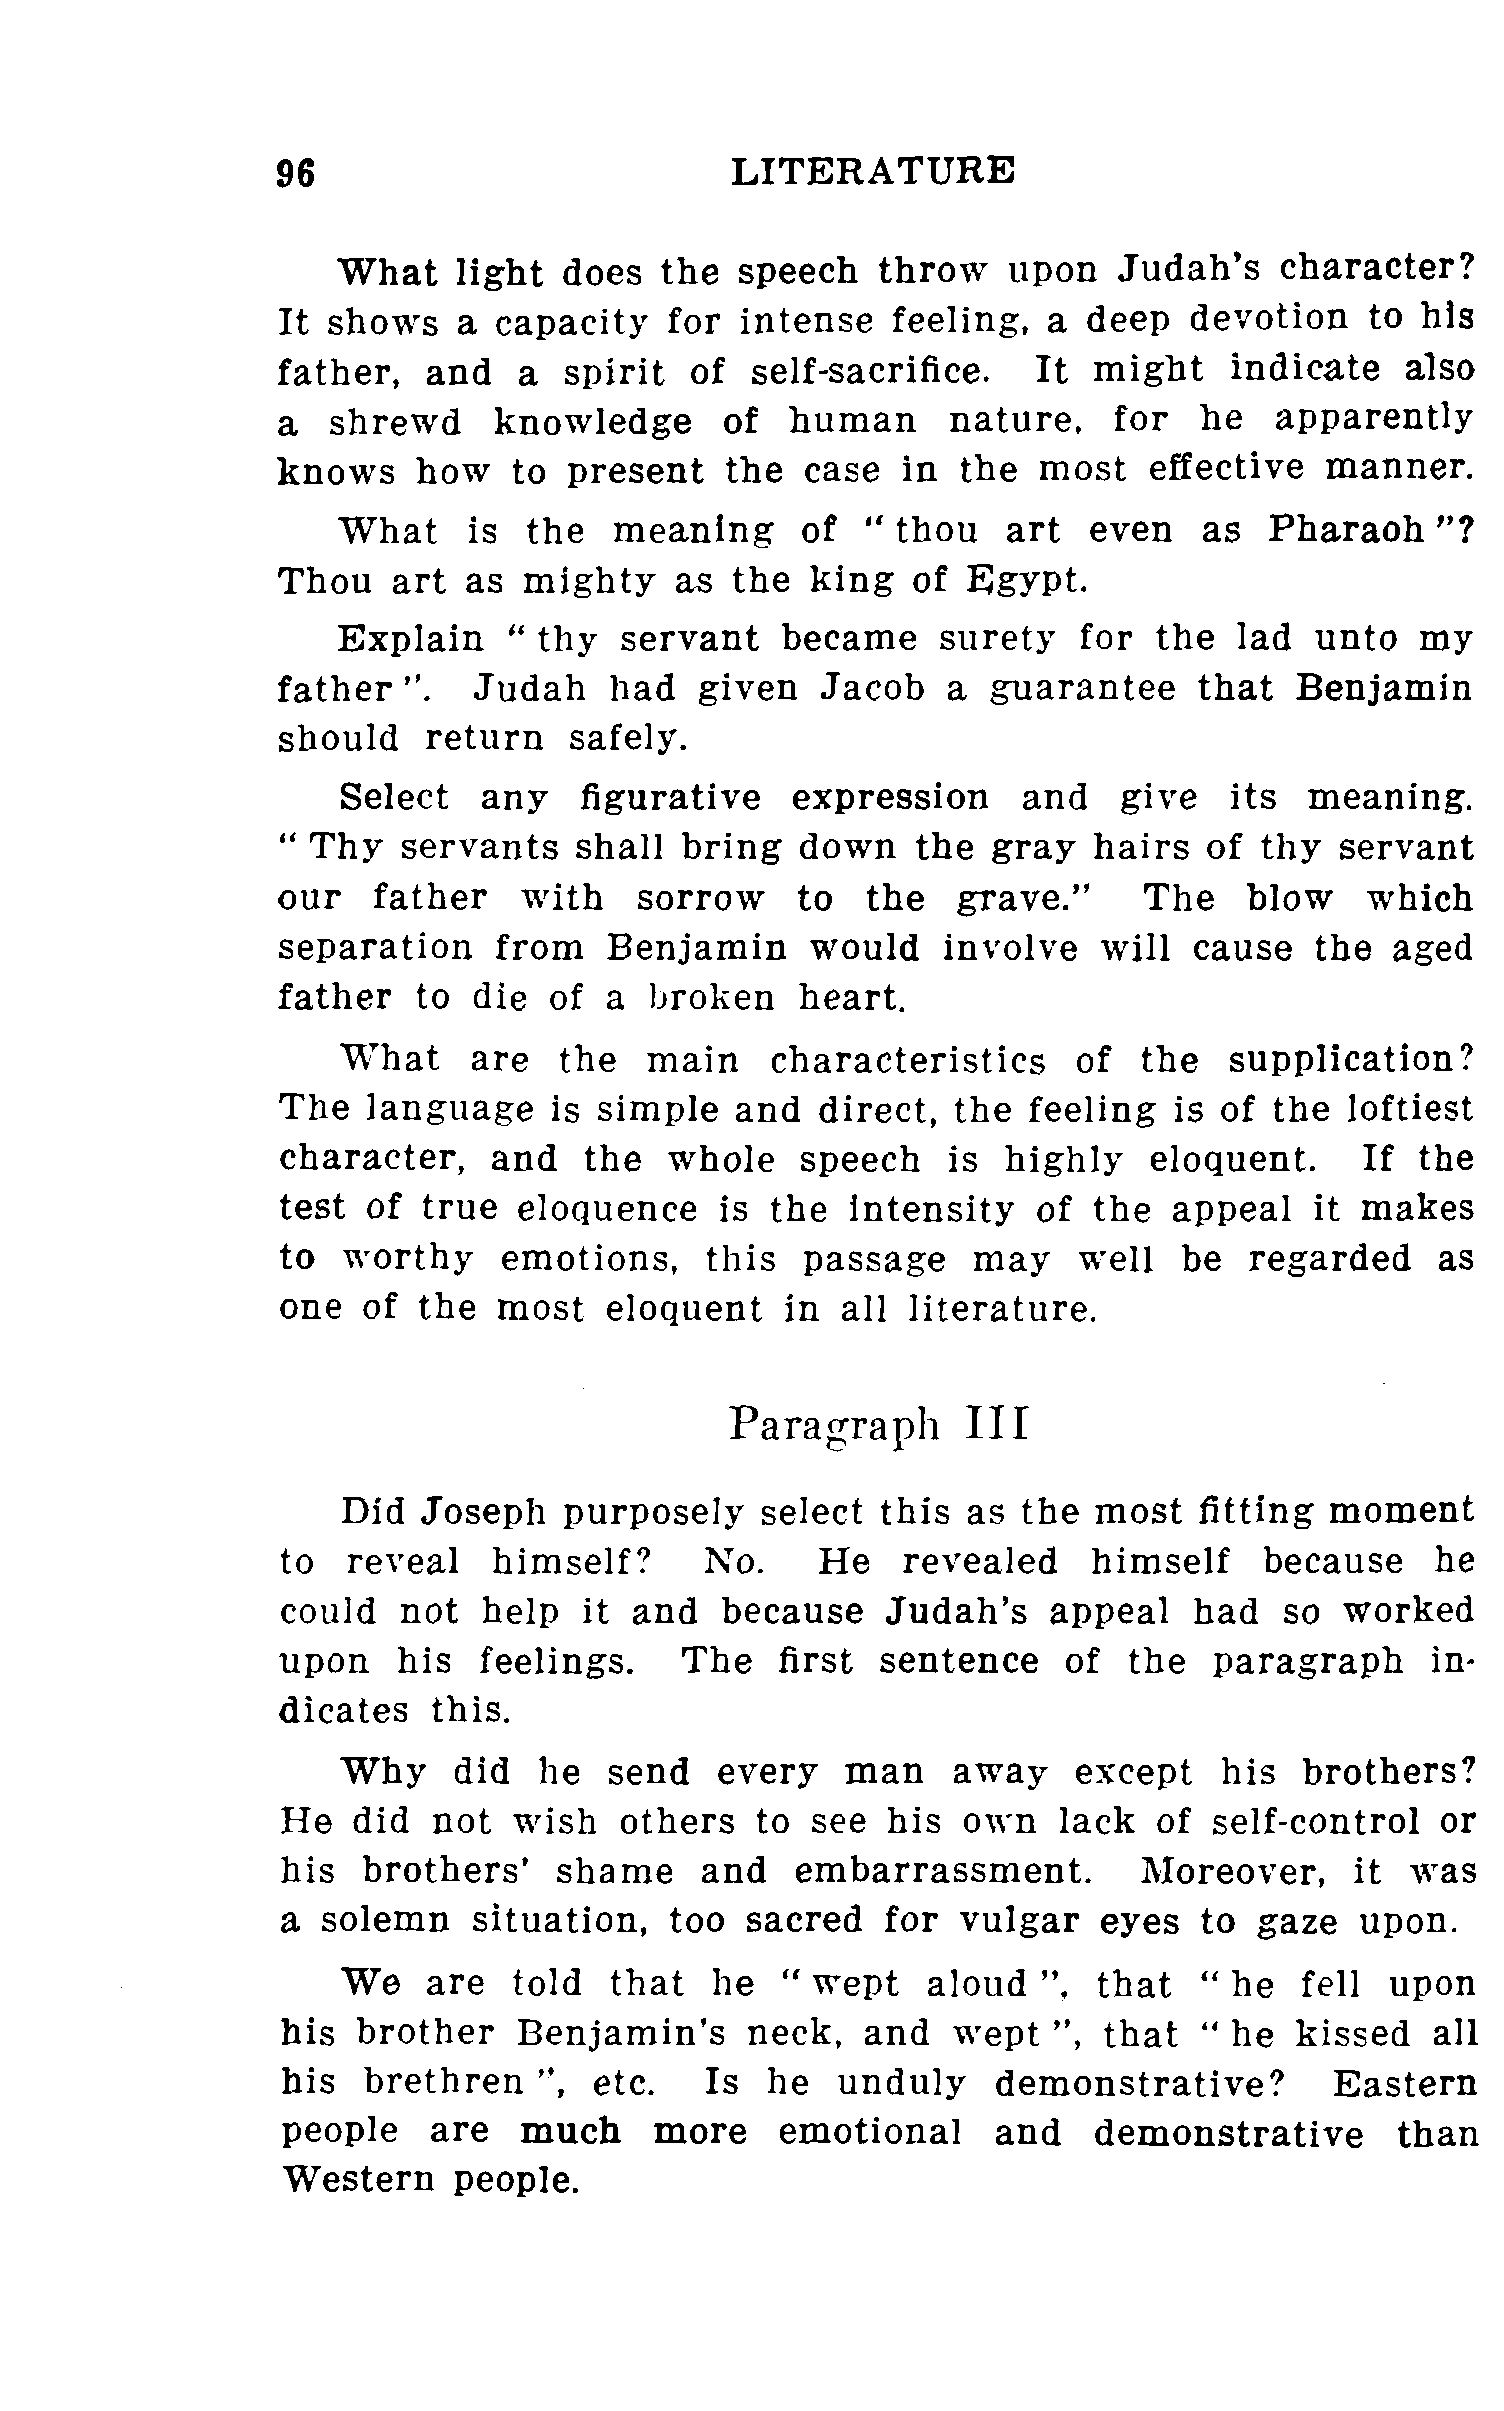 96 LITERATURE
What light does the speech throw upon Judah's character?
It shows a capacity for intense feeling, a deep devotion to his
father, and a spirit of self-sacrifice. It might indicate also
a shrewd knowledge of human nature, for he apparently
knows how to present the case in the most effective manner.
What is the meaning of " thou art even as Pharaoh "?
Thou art as mighty as the king of Egypt.
Explain " thy servant became surety for the lad unto my
father ". Judah had given Jacob a guarantee that Benjamin
should return safely.
Select any figurative expression and give its meaning.
" Thy servants shall bring down the gray hairs of thy servant
our father with sorrow to the grave." The blow which
separation from Benjamin would involve will cause the aged
father to die of a broken heart.
What are the main characteristics of the supplication?
The language is simple and direct, the feeling is of the loftiest
character, and the whole speech is highly eloquent. If the
test of true eloquence is the intensity of the appeal it makes
to worthy emotions, this passage may well be regarded as
one of the most eloquent in all literature.
Paragraph III
Did Joseph purposely select this as the most fitting moment
to reveal himself? No. He revealed himself because he
could not help it and because Judah's appeal had so worked
upon his feelings. The first sentence of the paragraph in-
dicates this.
Why did he send every man away except his brothers?
He did not wish others to see his own lack of self-control or
his brothers' shame and embarrassment. Moreover, it was
a solemn situation, too sacred for vulgar eyes to gaze upon.
We are told that he " wept aloud ", that " he fell upon
his brother Benjamin's neck, and wept ", that " he kissed all
his brethren ", etc. Is he unduly demonstrative? Eastern
people are much more emotional and demonstrative than
Western people.